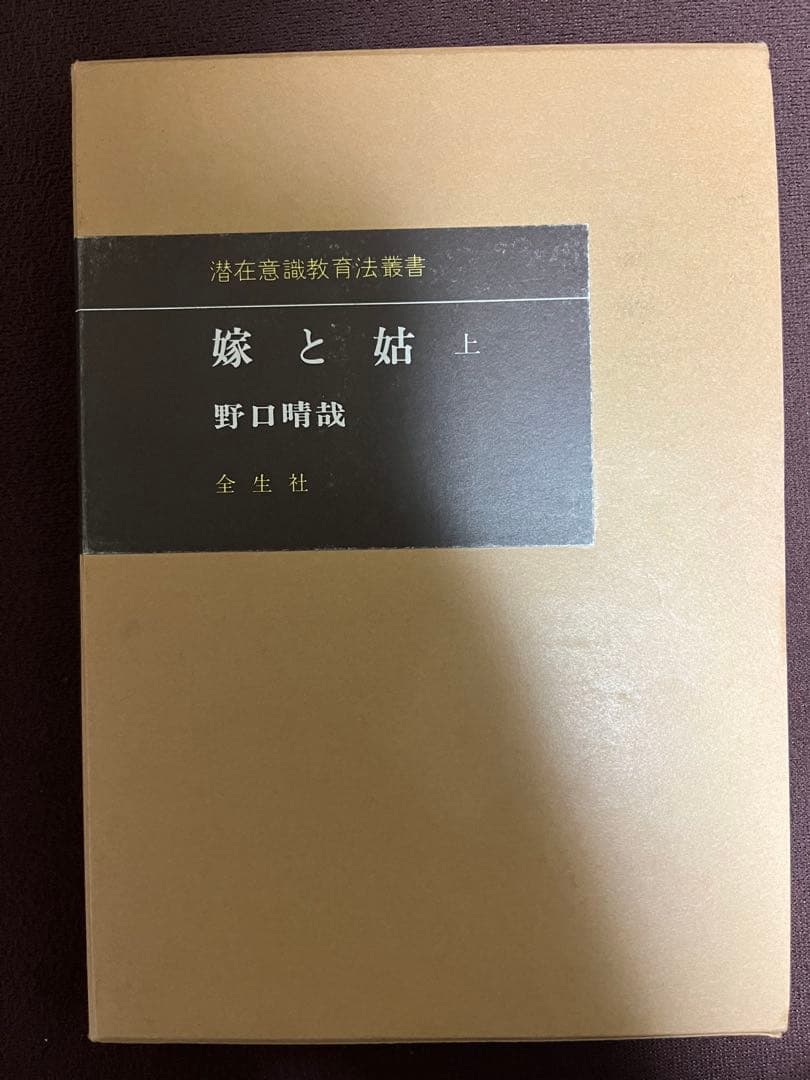 潜在意識教育法叢書
嫁と姑 上
野口晴哉
全生社